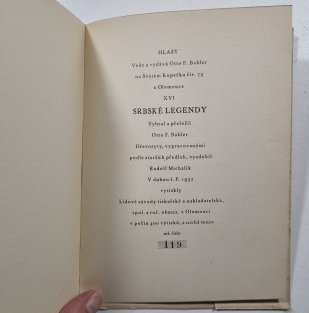 HLASY
Vede a vydává Otto F. Babler
na Svatém Kopečku čís. 73
u Olomouce
XVI
SRBSKÉ LEGENDY
Vybral a přeložil
Otto F. Babler
Dřevoryty, vypracovanými
podle starších předloh, vyzdobil
Rudolf Michalik
V dubnu l. P. 1932
vytiskly
Lidové závody tiskařské a nakladatelské,
spol. s ruč. obmez. v Olomouci
v počtu 400 výtisků, z nichž tento
má číslo
119